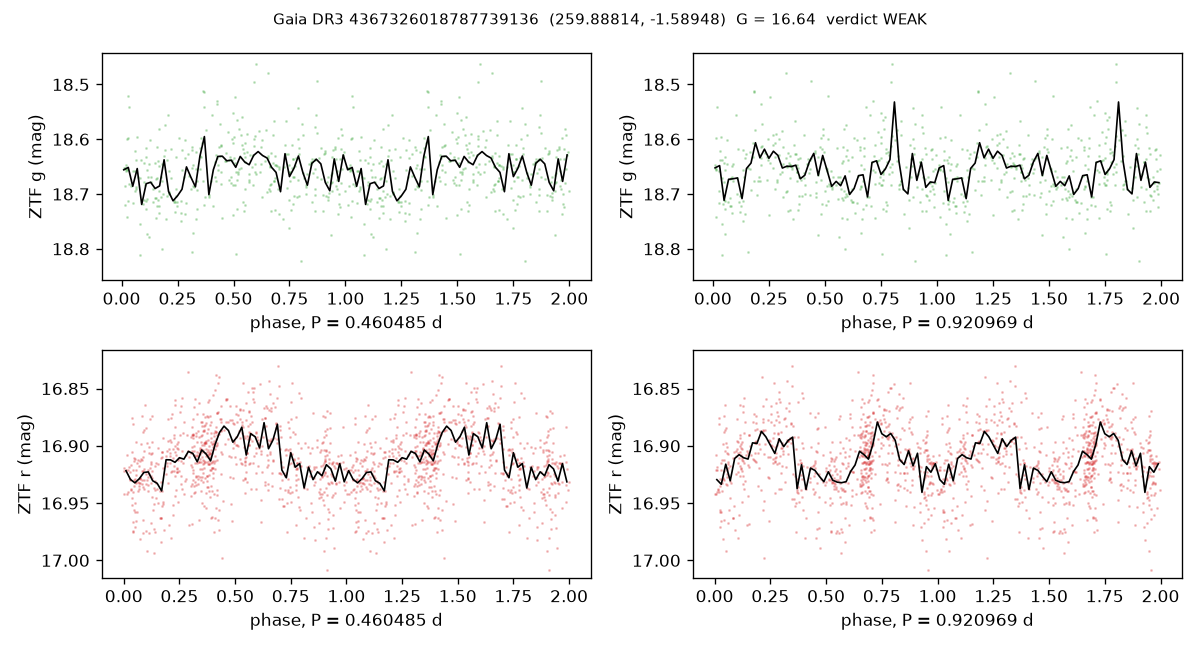 Gaia DR3 4367326018787739136 (259.88814, -1.58948) G = 16.64 verdict WEAK
ZTF g (mag)
18.5
18.6
18.7
18.8
0.00 0.25 0.50 0.75 1.00 1.25 1.50 1.75 2.00
phase, P = 0.460485 d
ZTF g (mag)
18.5
18.6
18.7
18.8
0.00 0.25 0.50 0.75 1.00 1.25 1.50 1.75 2.00
phase, P = 0.920969 d
ZTF r (mag)
16.85
16.90
16.95
17.00
0.00 0.25 0.50 0.75 1.00 1.25 1.50 1.75 2.00
phase, P = 0.460485 d
ZTF r (mag)
16.85
16.90
16.95
17.00
0.00 0.25 0.50 0.75 1.00 1.25 1.50 1.75 2.00
phase, P = 0.920969 d